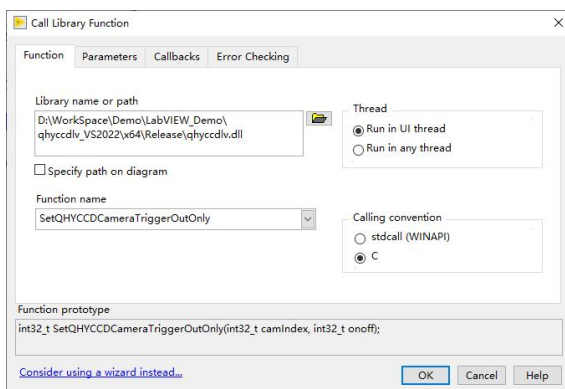 Call Library Function
Function Parameters Callbacks Error Checking
Library name or path
D:\WorkSpace\Demo\LabVIEW_Demo\
qhyccdlv_VS2022\x64\Release\qhyccdlv.dll
Specify path on diagram
Function name
SetQHYCCDCameraTriggerOutOnly
Thread
Run in UI thread
Run in any thread
Calling convention
stdcall (WINAPI)
C
Function prototype
int32_t SetQHYCCDCameraTriggerOutOnly(int32_t camIndex, int32_t onoff);
Consider using a wizard instead...
OK Cancel Help